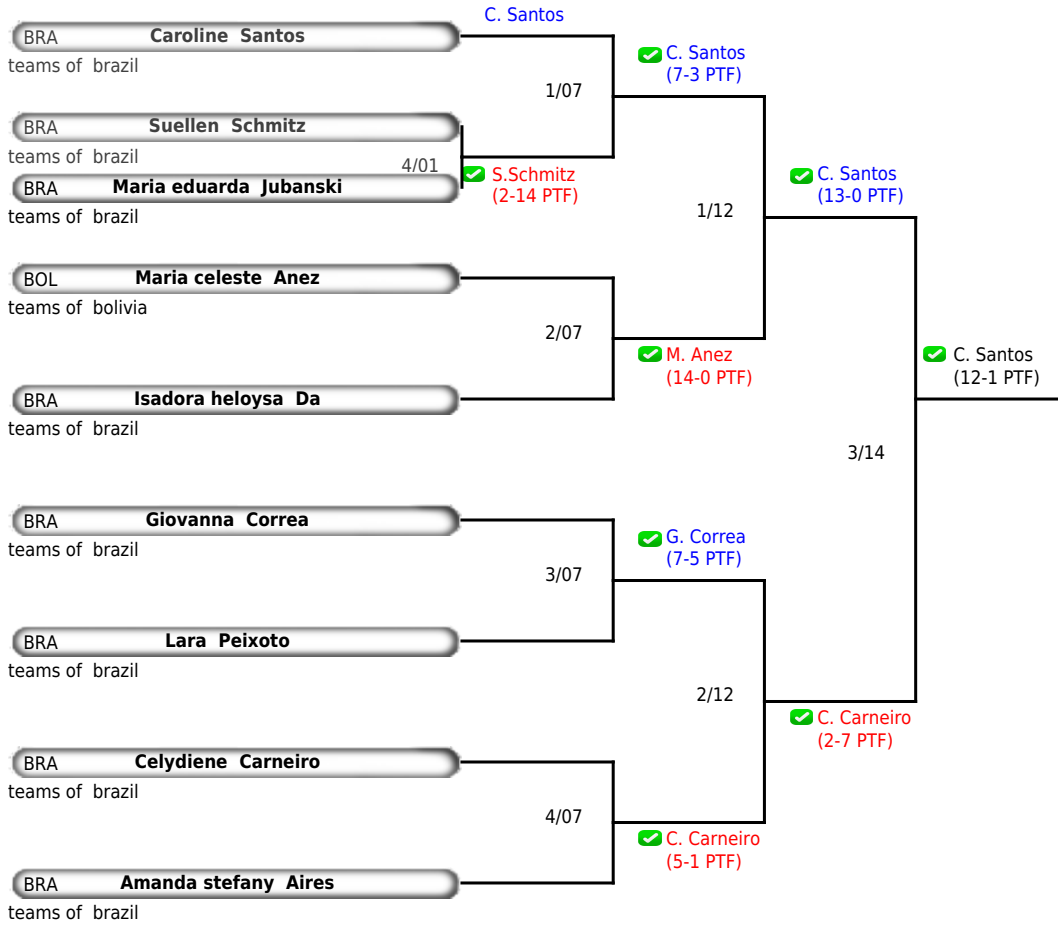 C. Santos
BRA Caroline Santos
teams of brazil
C. Santos
(7-3 PTF)
1/07
BRA Suellen Schmitz
teams of brazil
4/01
S.Schmitz
(2-14 PTF)
BRA Maria eduarda Jubanski
teams of brazil
C. Santos
(13-0 PTF)
1/12
BOL Maria celeste Anez
teams of bolivia
2/07
M. Anez
(14-0 PTF)
C. Santos
(12-1 PTF)
BRA Isadora heloysa Da
teams of brazil
3/14
BRA Giovanna Correa
teams of brazil
G. Correa
(7-5 PTF)
3/07
BRA Lara Peixoto
teams of brazil
2/12
C. Carneiro
(2-7 PTF)
BRA Celydiene Carneiro
teams of brazil
4/07
C. Carneiro
(5-1 PTF)
BRA Amanda stefany Aires
teams of brazil